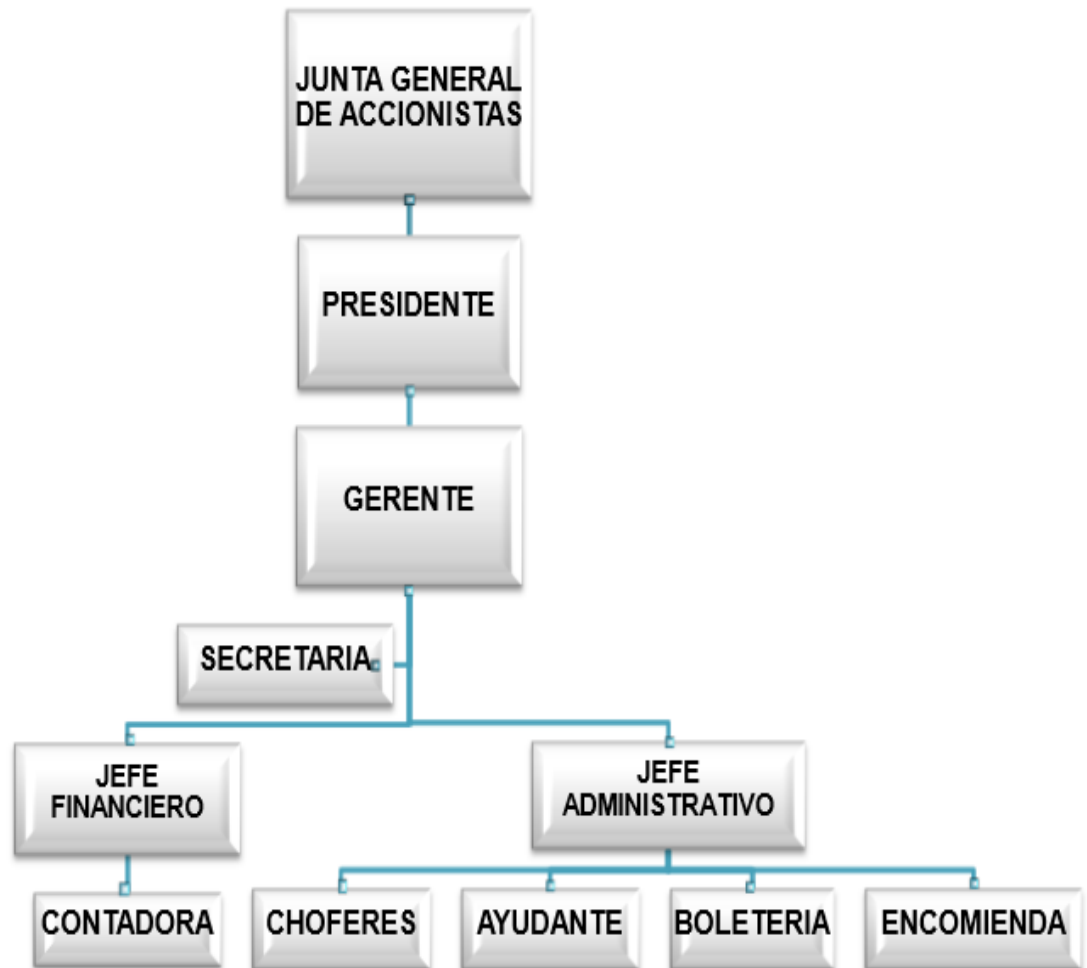 JUNTA GENERAL
DE ACCIONISTAS
PRESIDENTE
GERENTE
SECRETARIA
JEFE
FINANCIERO
JEFE
ADMINISTRATIVO
CONTADORA
CHOFERES
AYUDANTE
BOLETERIA
ENCOMIENDA